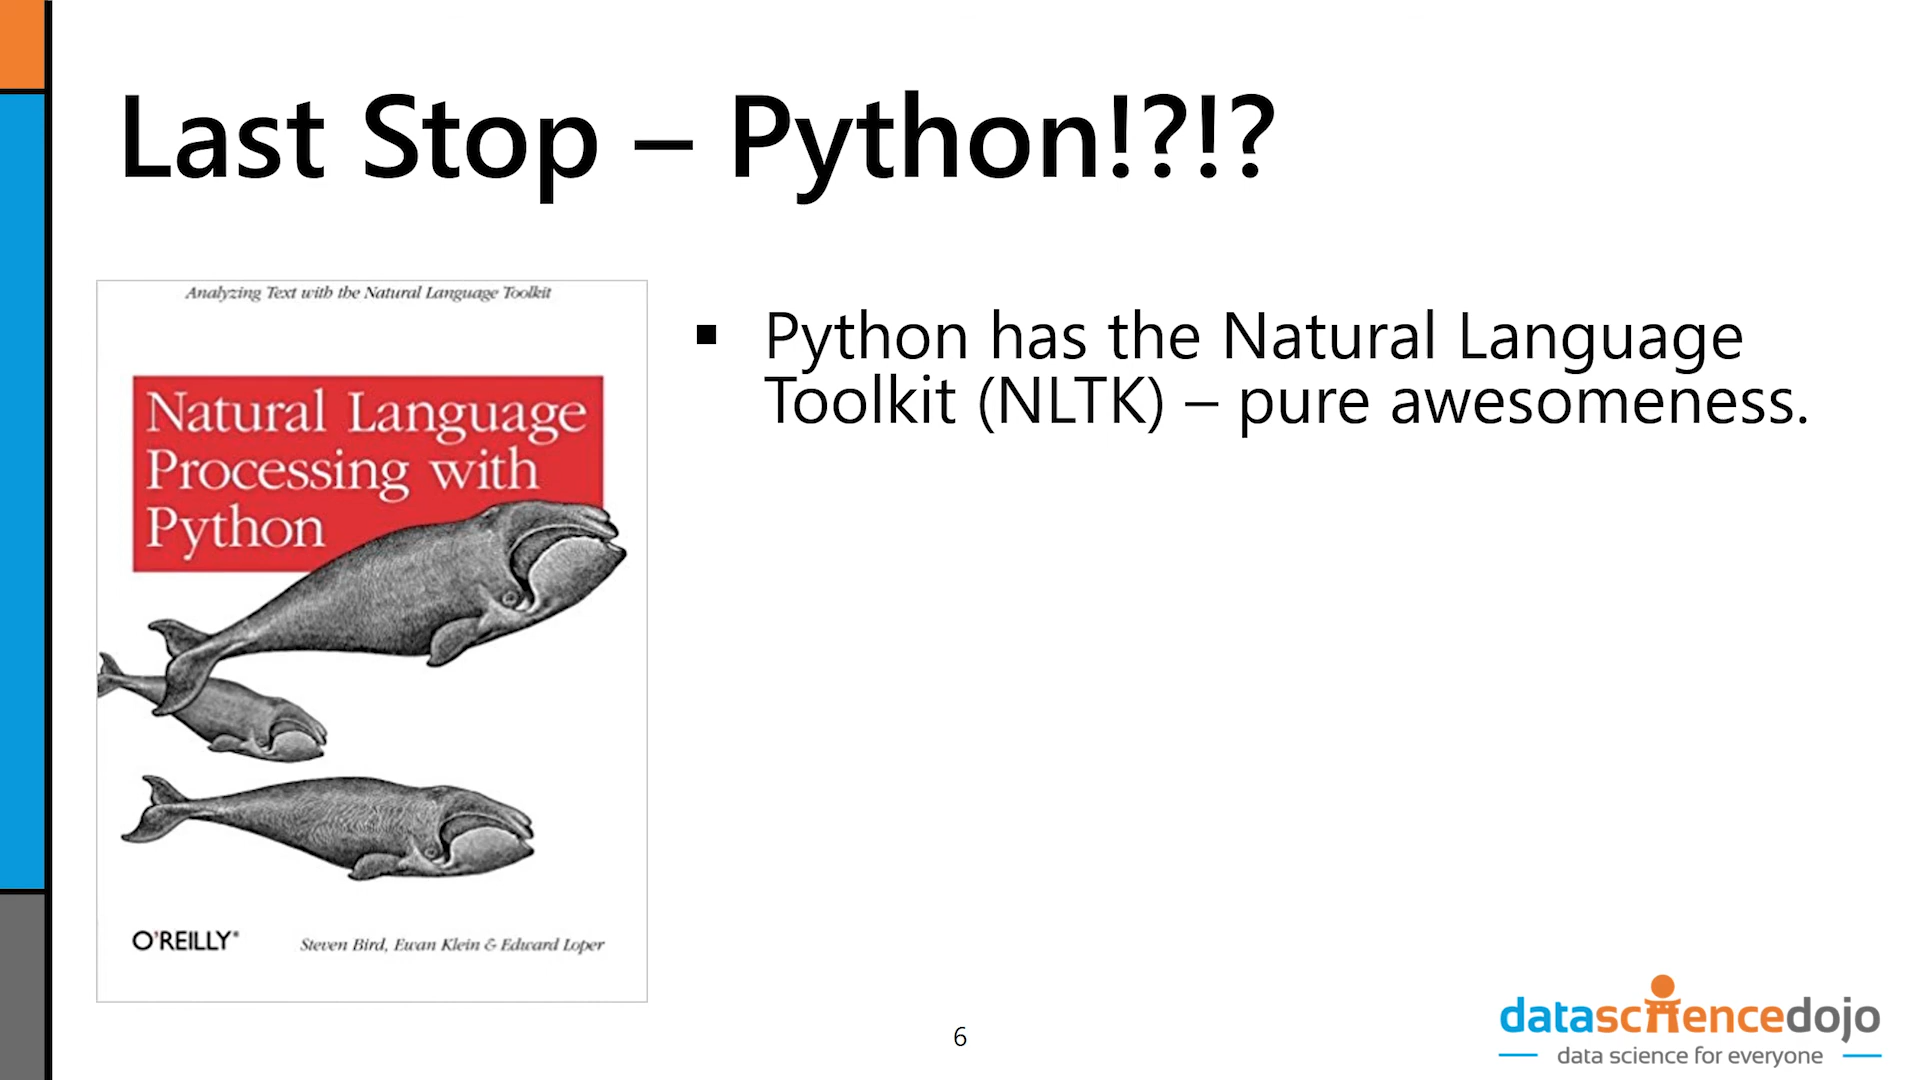 Last Stop – Python!?!?
Analyzing Text with the Natural Language Toolkit
Natural Language
Processing with
Python
O'REILLY®
Steven Bird, Ewan Klein & Edward Loper
▪ Python has the Natural Language
Toolkit (NLTK) – pure awesomeness.
6
datasciencedojo
data science for everyone